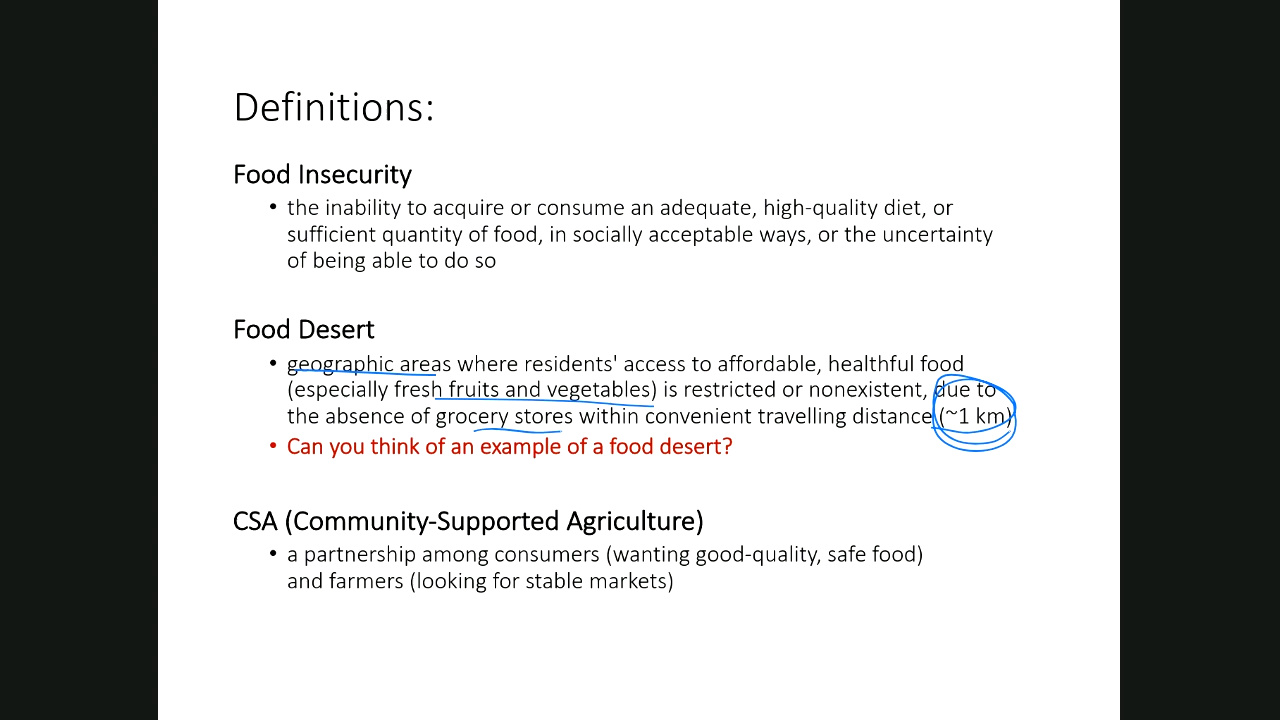 Definitions:
Food Insecurity
• the inability to acquire or consume an adequate, high-quality diet, or
sufficient quantity of food, in socially acceptable ways, or the uncertainty
of being able to do so
Food Desert
• geographic areas where residents' access to affordable, healthful food
(especially fresh fruits and vegetables) is restricted or nonexistent, due to
the absence of grocery stores within convenient travelling distance (~1 km)
• Can you think of an example of a food desert?
CSA (Community-Supported Agriculture)
• a partnership among consumers (wanting good-quality, safe food)
and farmers (looking for stable markets)